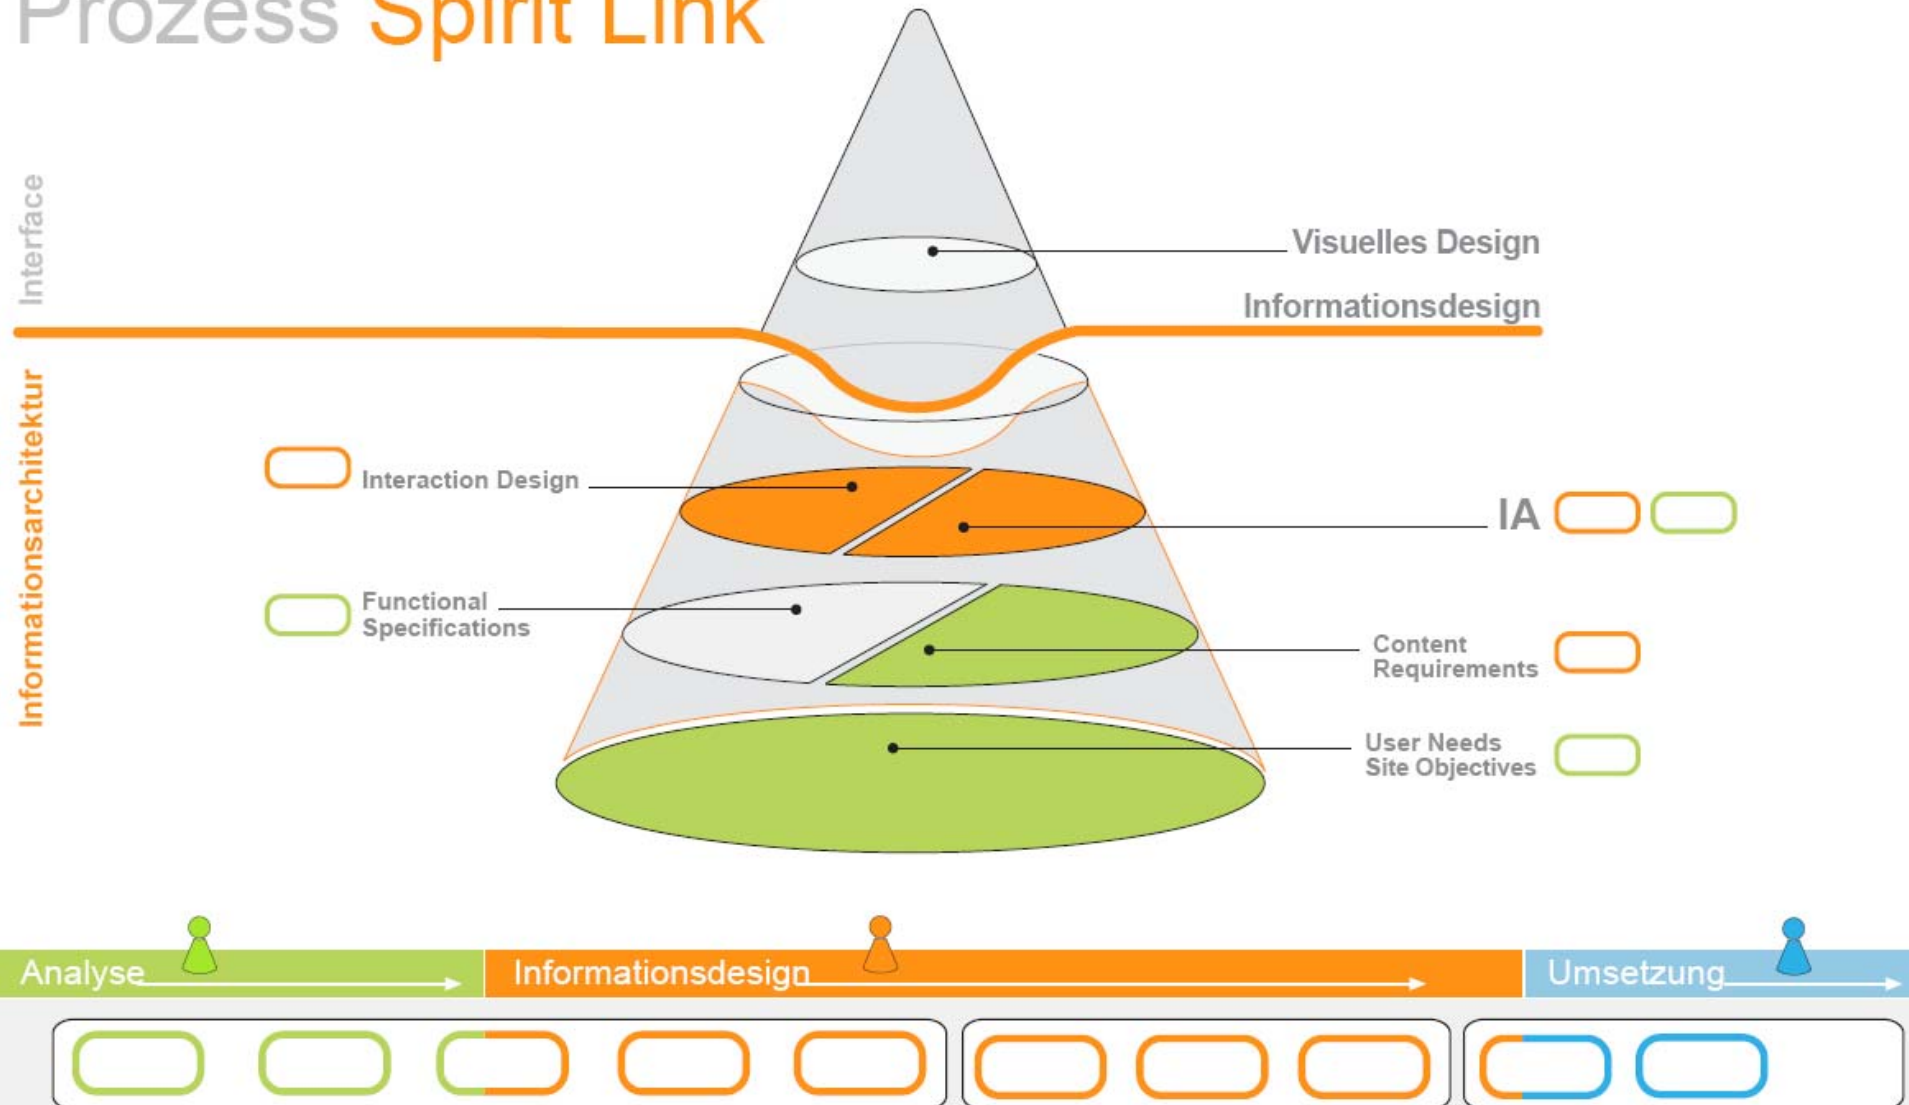 Prozess Spirit Link
Interface
Visuelles Design
Informationsdesign
Informationsarchitektur
Interaction Design
IA
Functional
Specifications
Content
Requirements
User Needs
Site Objectives
Analyse
Informationsdesign
Umsetzung